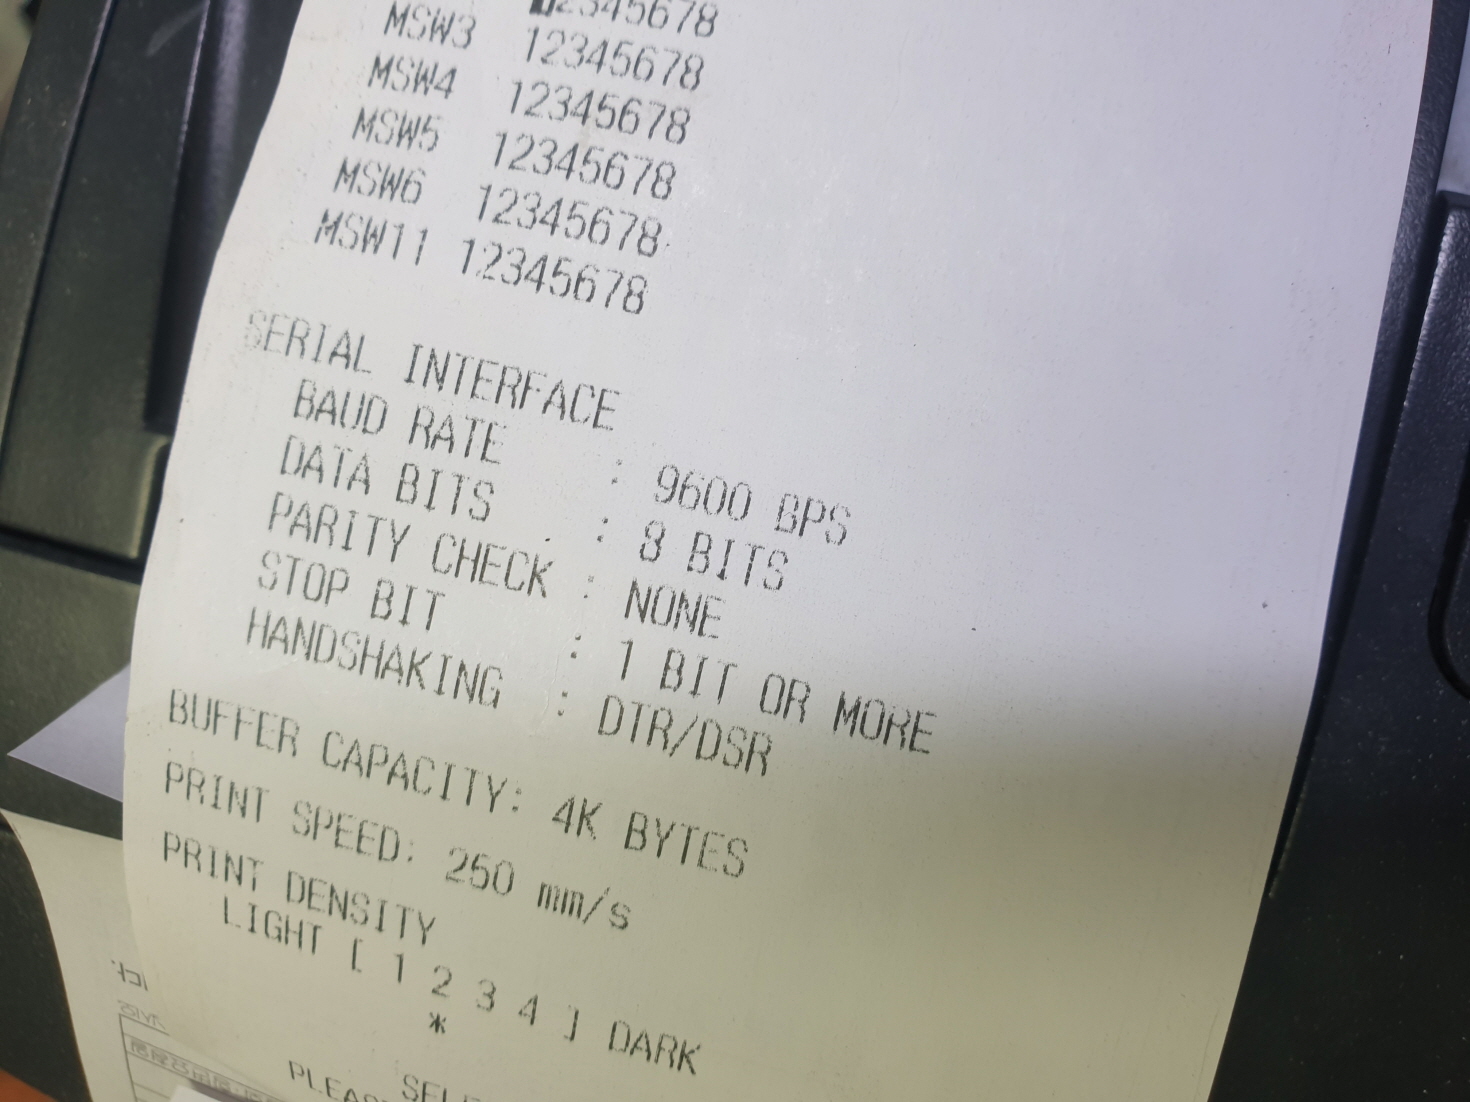 12345678
MSW3 12345678
MSW4 12345678
MSW5 12345678
MSW6 12345678
MSW11 12345678
SERIAL INTERFACE
BAUD RATE : 9600 BPS
DATA BITS : 8 BITS
PARITY CHECK : NONE
STOP BIT : 1 BIT OR MORE
HANDSHAKING : DTR/DSR
BUFFER CAPACITY: 4K BYTES
PRINT SPEED: 250 mm/s
PRINT DENSITY
LIGHT [ 1 2 3 4 ] DARK
*